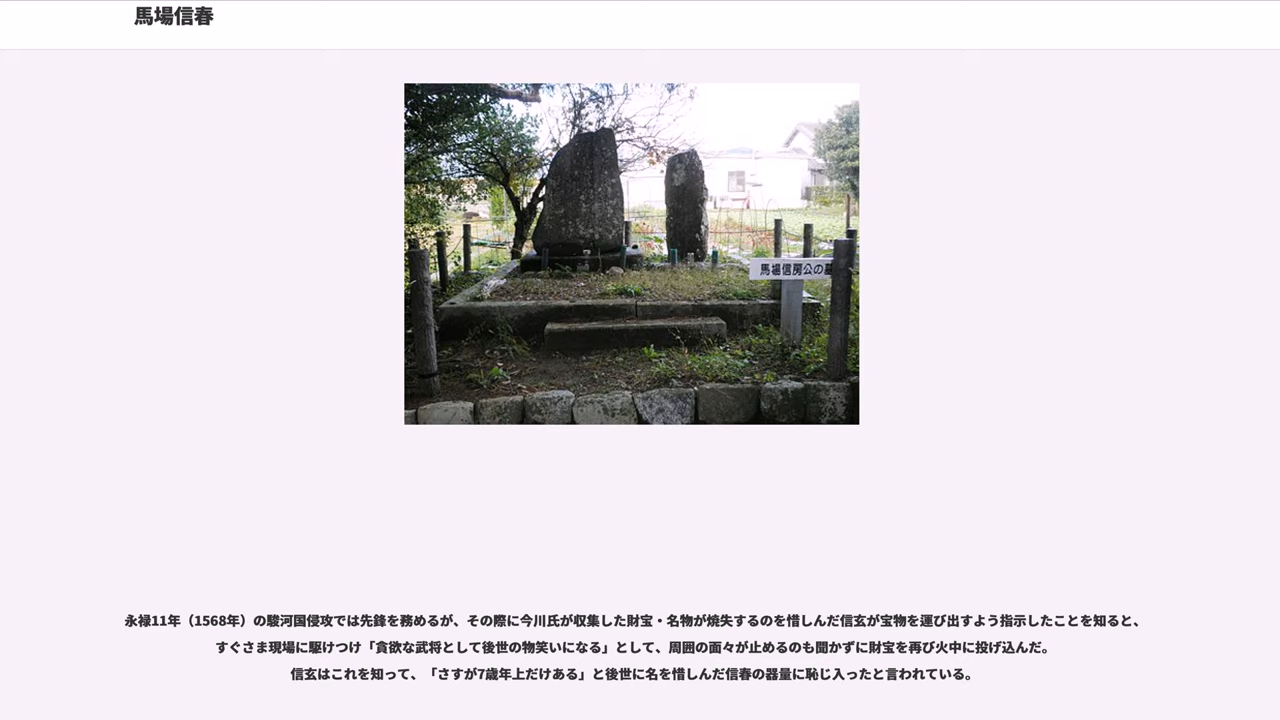 馬場信春
馬場信房公の墓
永禄11年（1568年）の駿河国侵攻では先鋒を務めるが、その際に今川氏が収集した財宝・名物が焼失するのを惜しんだ信玄が宝物を運び出すよう指示したことを知ると、
すぐさま現場に駆けつけ「貪欲な武将として後世の物笑いになる」として、周囲の面々が止めるのも聞かずに財宝を再び火中に投げ込んだ。
信玄はこれを知って、「さすが7歳年上だけある」と後世に名を惜しんだ信春の器量に恥じ入ったと言われている。